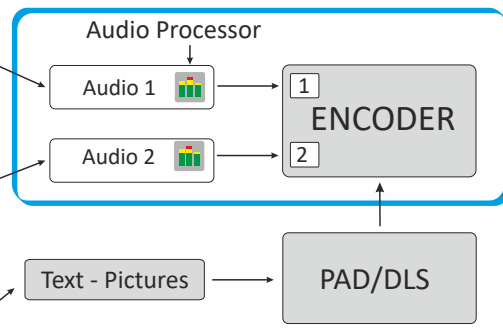 Audio Processor
Audio 1
1
ENCODER
Audio 2
2
Text - Pictures
PAD/DLS